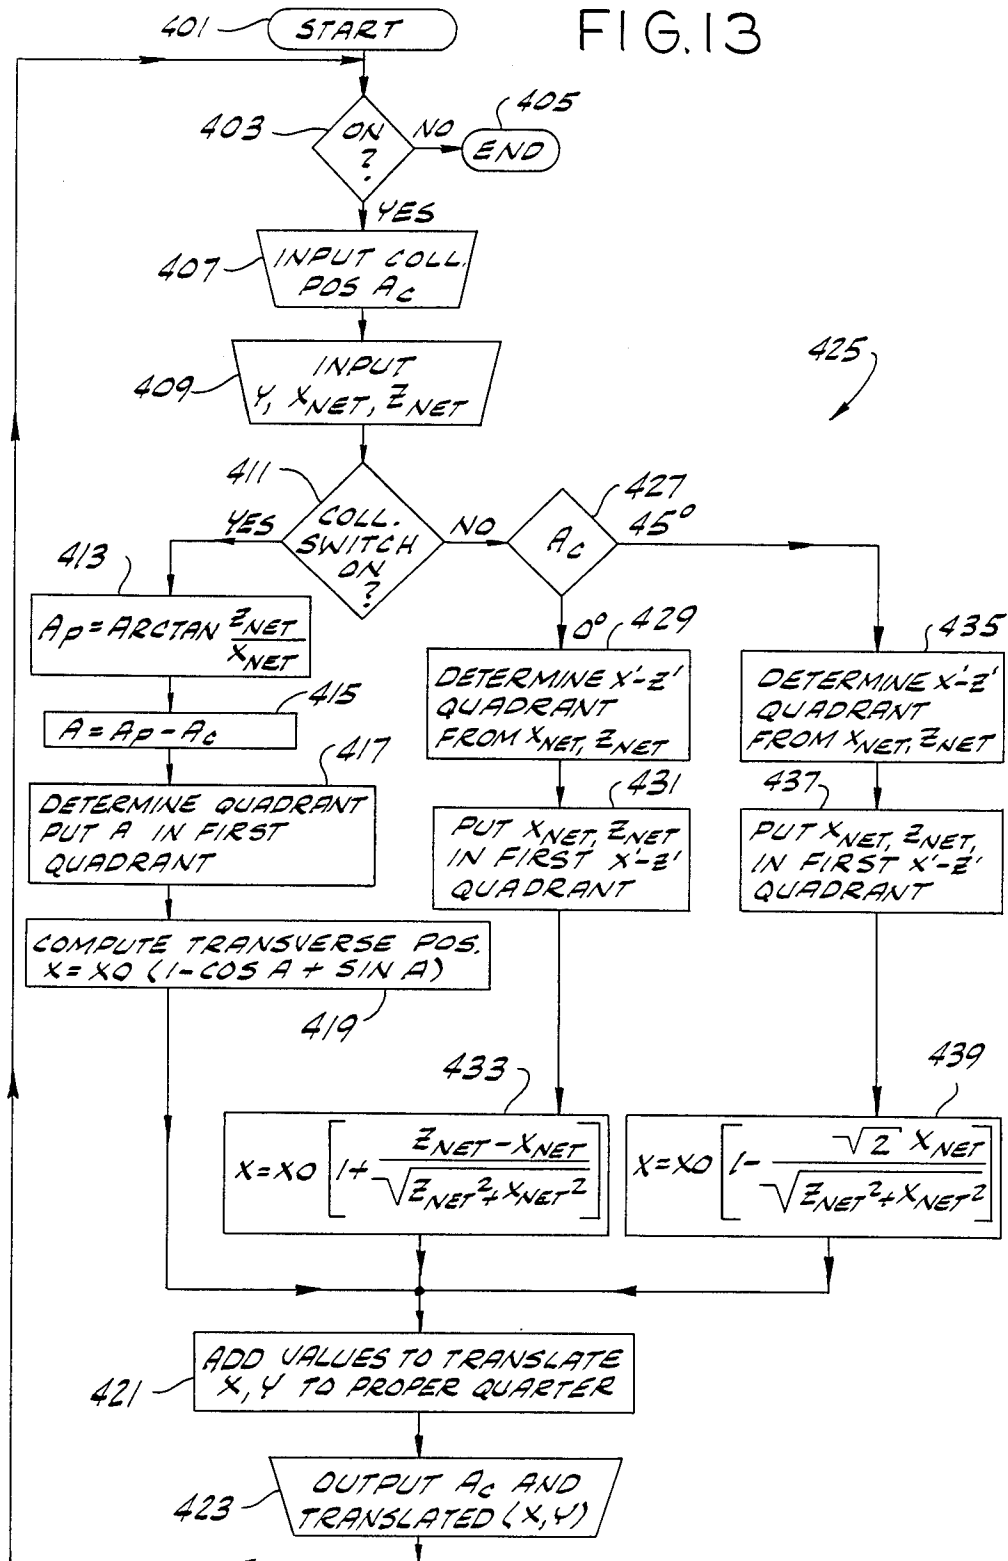 FIG.13
401
START
403
ON
?
NO
405
END
YES
407
INPUT COLL.
POS A_C
409
INPUT
Y, X_NET, Z_NET
425
411
COLL.
SWITCH
ON
?
YES
NO
427
A_C
45°
0°
413
A_P = ARCTAN Z_NET / X_NET
415
A = A_P - A_C
417
DETERMINE QUADRANT
PUT A IN FIRST
QUADRANT
COMPUTE TRANSVERSE POS.
X = XO (1 - COS A + SIN A)
419
429
DETERMINE X'-Z'
QUADRANT
FROM X_NET, Z_NET
431
PUT X_NET, Z_NET
IN FIRST X'-Z'
QUADRANT
433
X = XO [1 + (Z_NET - X_NET) / √(Z_NET² + X_NET²)]
435
DETERMINE X'-Z'
QUADRANT
FROM X_NET, Z_NET
437
PUT X_NET, Z_NET,
IN FIRST X'-Z'
QUADRANT
439
X = XO [1 - √2 X_NET / √(Z_NET² + X_NET²)]
421
ADD VALUES TO TRANSLATE
X, Y TO PROPER QUARTER
423
OUTPUT A_C AND
TRANSLATED (X, Y)